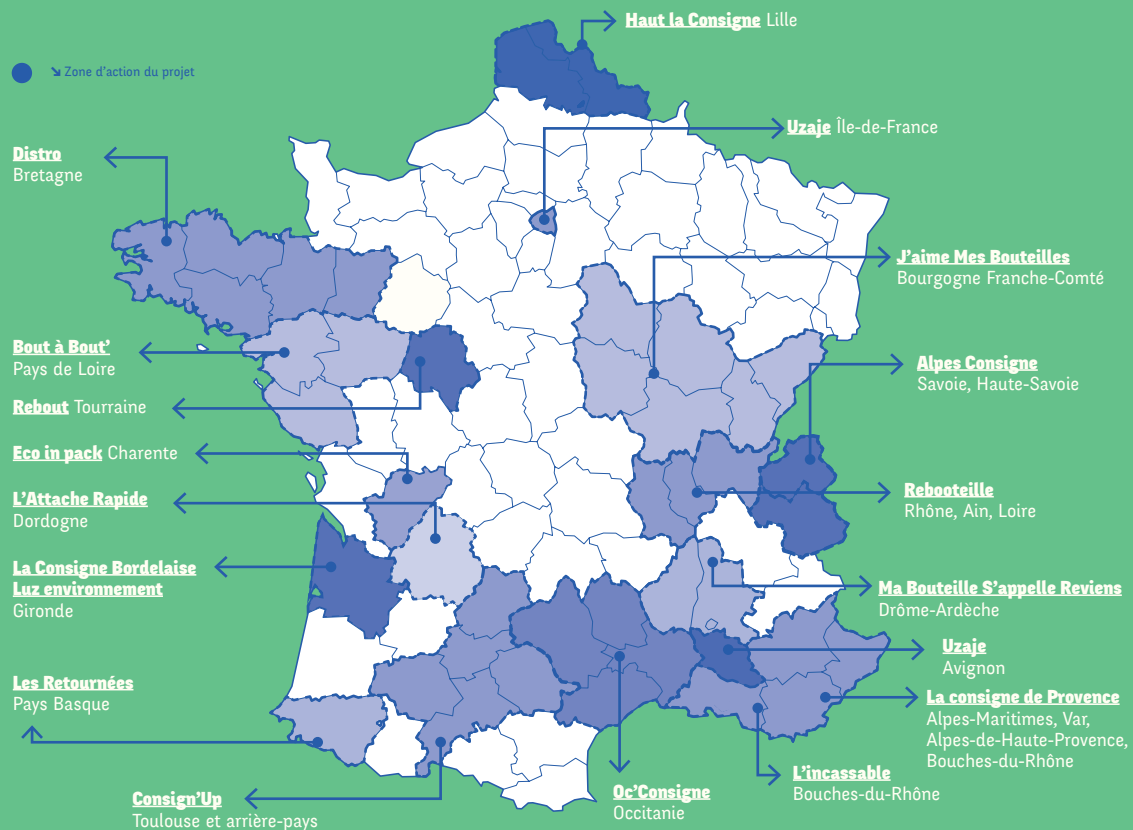 Haut la Consigne Lille
↘ Zone d'action du projet
Uzaje Île-de-France
Distro
Bretagne
J'aime Mes Bouteilles
Bourgogne Franche-Comté
Bout à Bout'
Pays de Loire
Alpes Consigne
Savoie, Haute-Savoie
Rebout Tourraine
Eco in pack Charente
L'Attache Rapide
Dordogne
Rebooteille
Rhône, Ain, Loire
La Consigne Bordelaise
Luz environnement
Gironde
Ma Bouteille S'appelle Reviens
Drôme-Ardèche
Uzaje
Avignon
Les Retournées
Pays Basque
La consigne de Provence
Alpes-Maritimes, Var,
Alpes-de-Haute-Provence,
Bouches-du-Rhône
L'incassable
Bouches-du-Rhône
Oc'Consigne
Occitanie
Consign'Up
Toulouse et arrière-pays